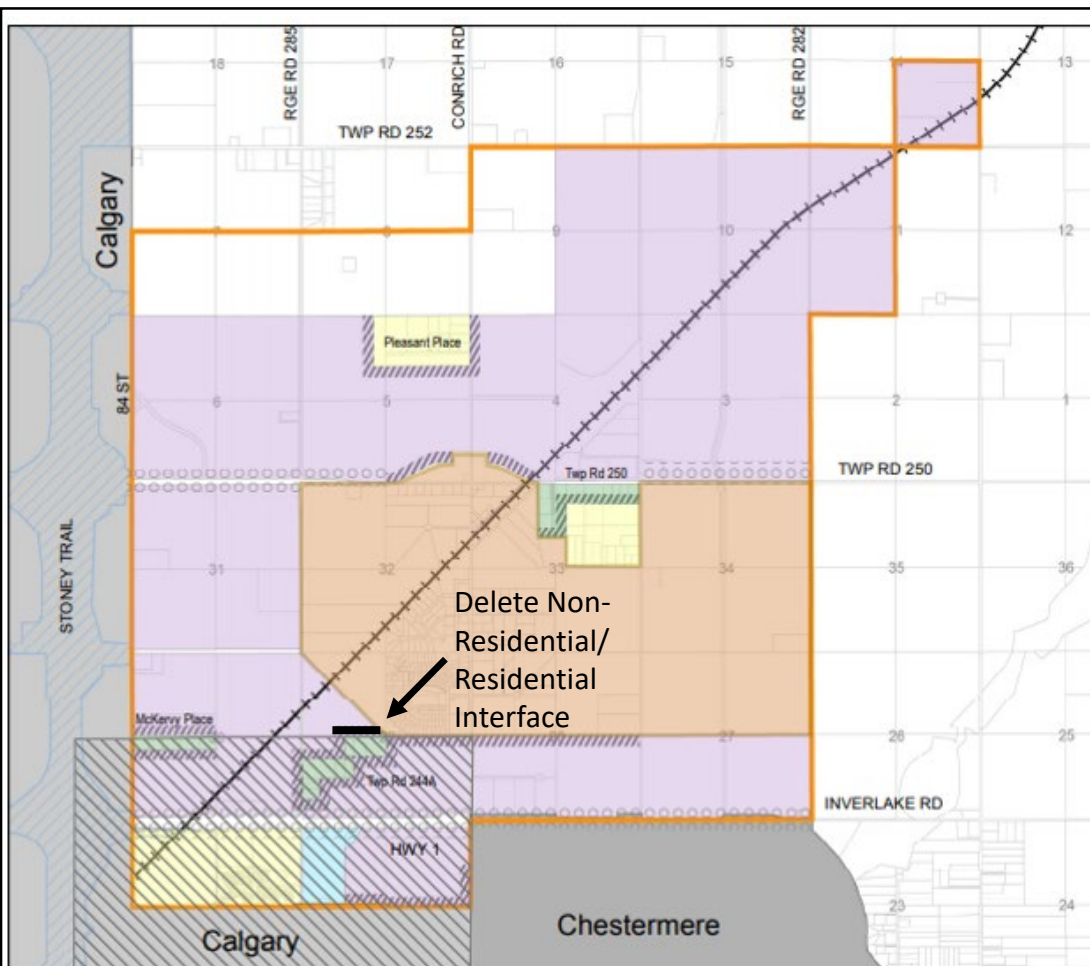 RGE RD 285
CONRICH RD
RGE RD 282
18
17
16
15
14
13
TWP RD 252
Calgary
7
8
9
10
11
12
Pleasant Place
84 ST
6
5
4
3
2
1
Twp Rd 250
TWP RD 250
STONEY TRAIL
31
32
33
34
35
36
Delete Non-
Residential/
Residential
Interface
McKervy Place
27
26
25
Twp Rd 244A
INVERLAKE RD
HWY 1
23
24
Calgary
Chestermere